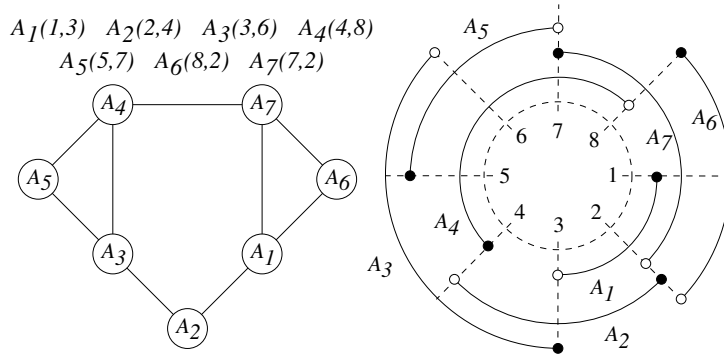 A1(1,3) A2(2,4) A3(3,6) A4(4,8)
A5(5,7) A6(8,2) A7(7,2)
A4 A7
A5 A6
A3 A1
A2
A5
A6
6 7 8
A7
5 1
4 3 2
A4
A3
A1
A2